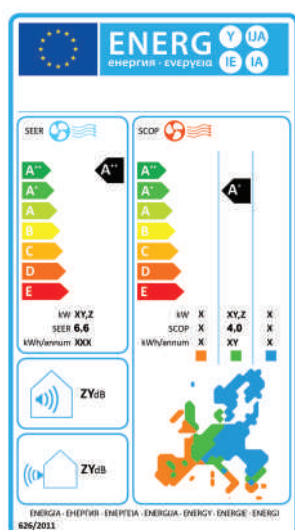 ENERG Y IJA
енергия · ενεργεια IE IA
SEER SCOP
A++ A++ A++
A+ A+ A+
A A
B B
C C
D D
E E
kW XY,Z kW X XY,Z X
SEER 6,6 SCOP X 4,0 X
kWh/annum XXX kWh/annum X XY X
ZYdB
ZYdB
ENERGIA · ЕНЕРГИЯ · ΕΝΕΡΓΕΙΑ · ENERGIJA · ENERGY · ENERGIE · ENERGI
626/2011